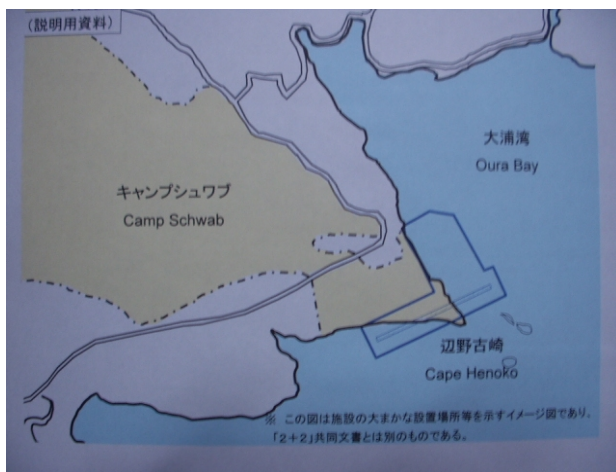 (説明用資料)
大浦湾
Oura Bay
キャンプシュワブ
Camp Schwab
辺野古崎
Cape Henoko
※ この図は施設の大まかな設置場所等を示すイメージ図であり、
「2+2」共同文書とは別のものである。